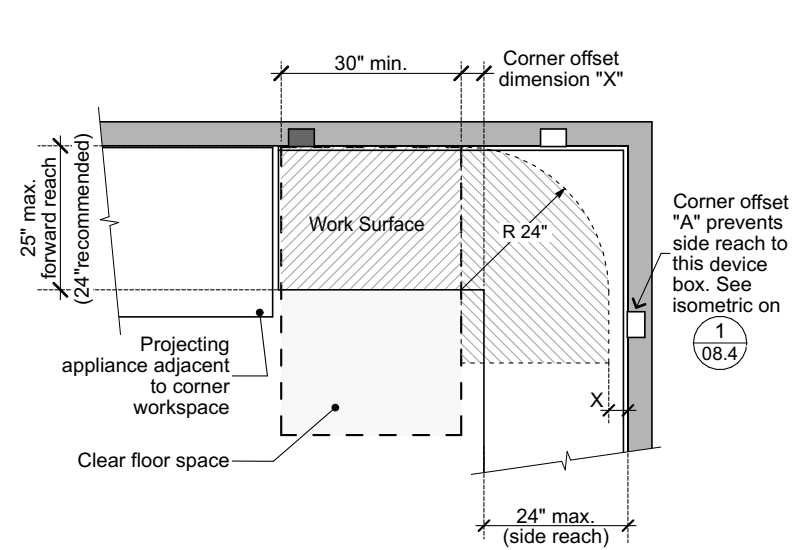 30" min.
Corner offset
dimension "X"
25" max.
forward reach
(24"recommended)
Work Surface
R 24"
Corner offset
"A" prevents
side reach to
this device
box. See
isometric on
1
08.4
Projecting
appliance adjacent
to corner
workspace
X
Clear floor space
24" max.
(side reach)